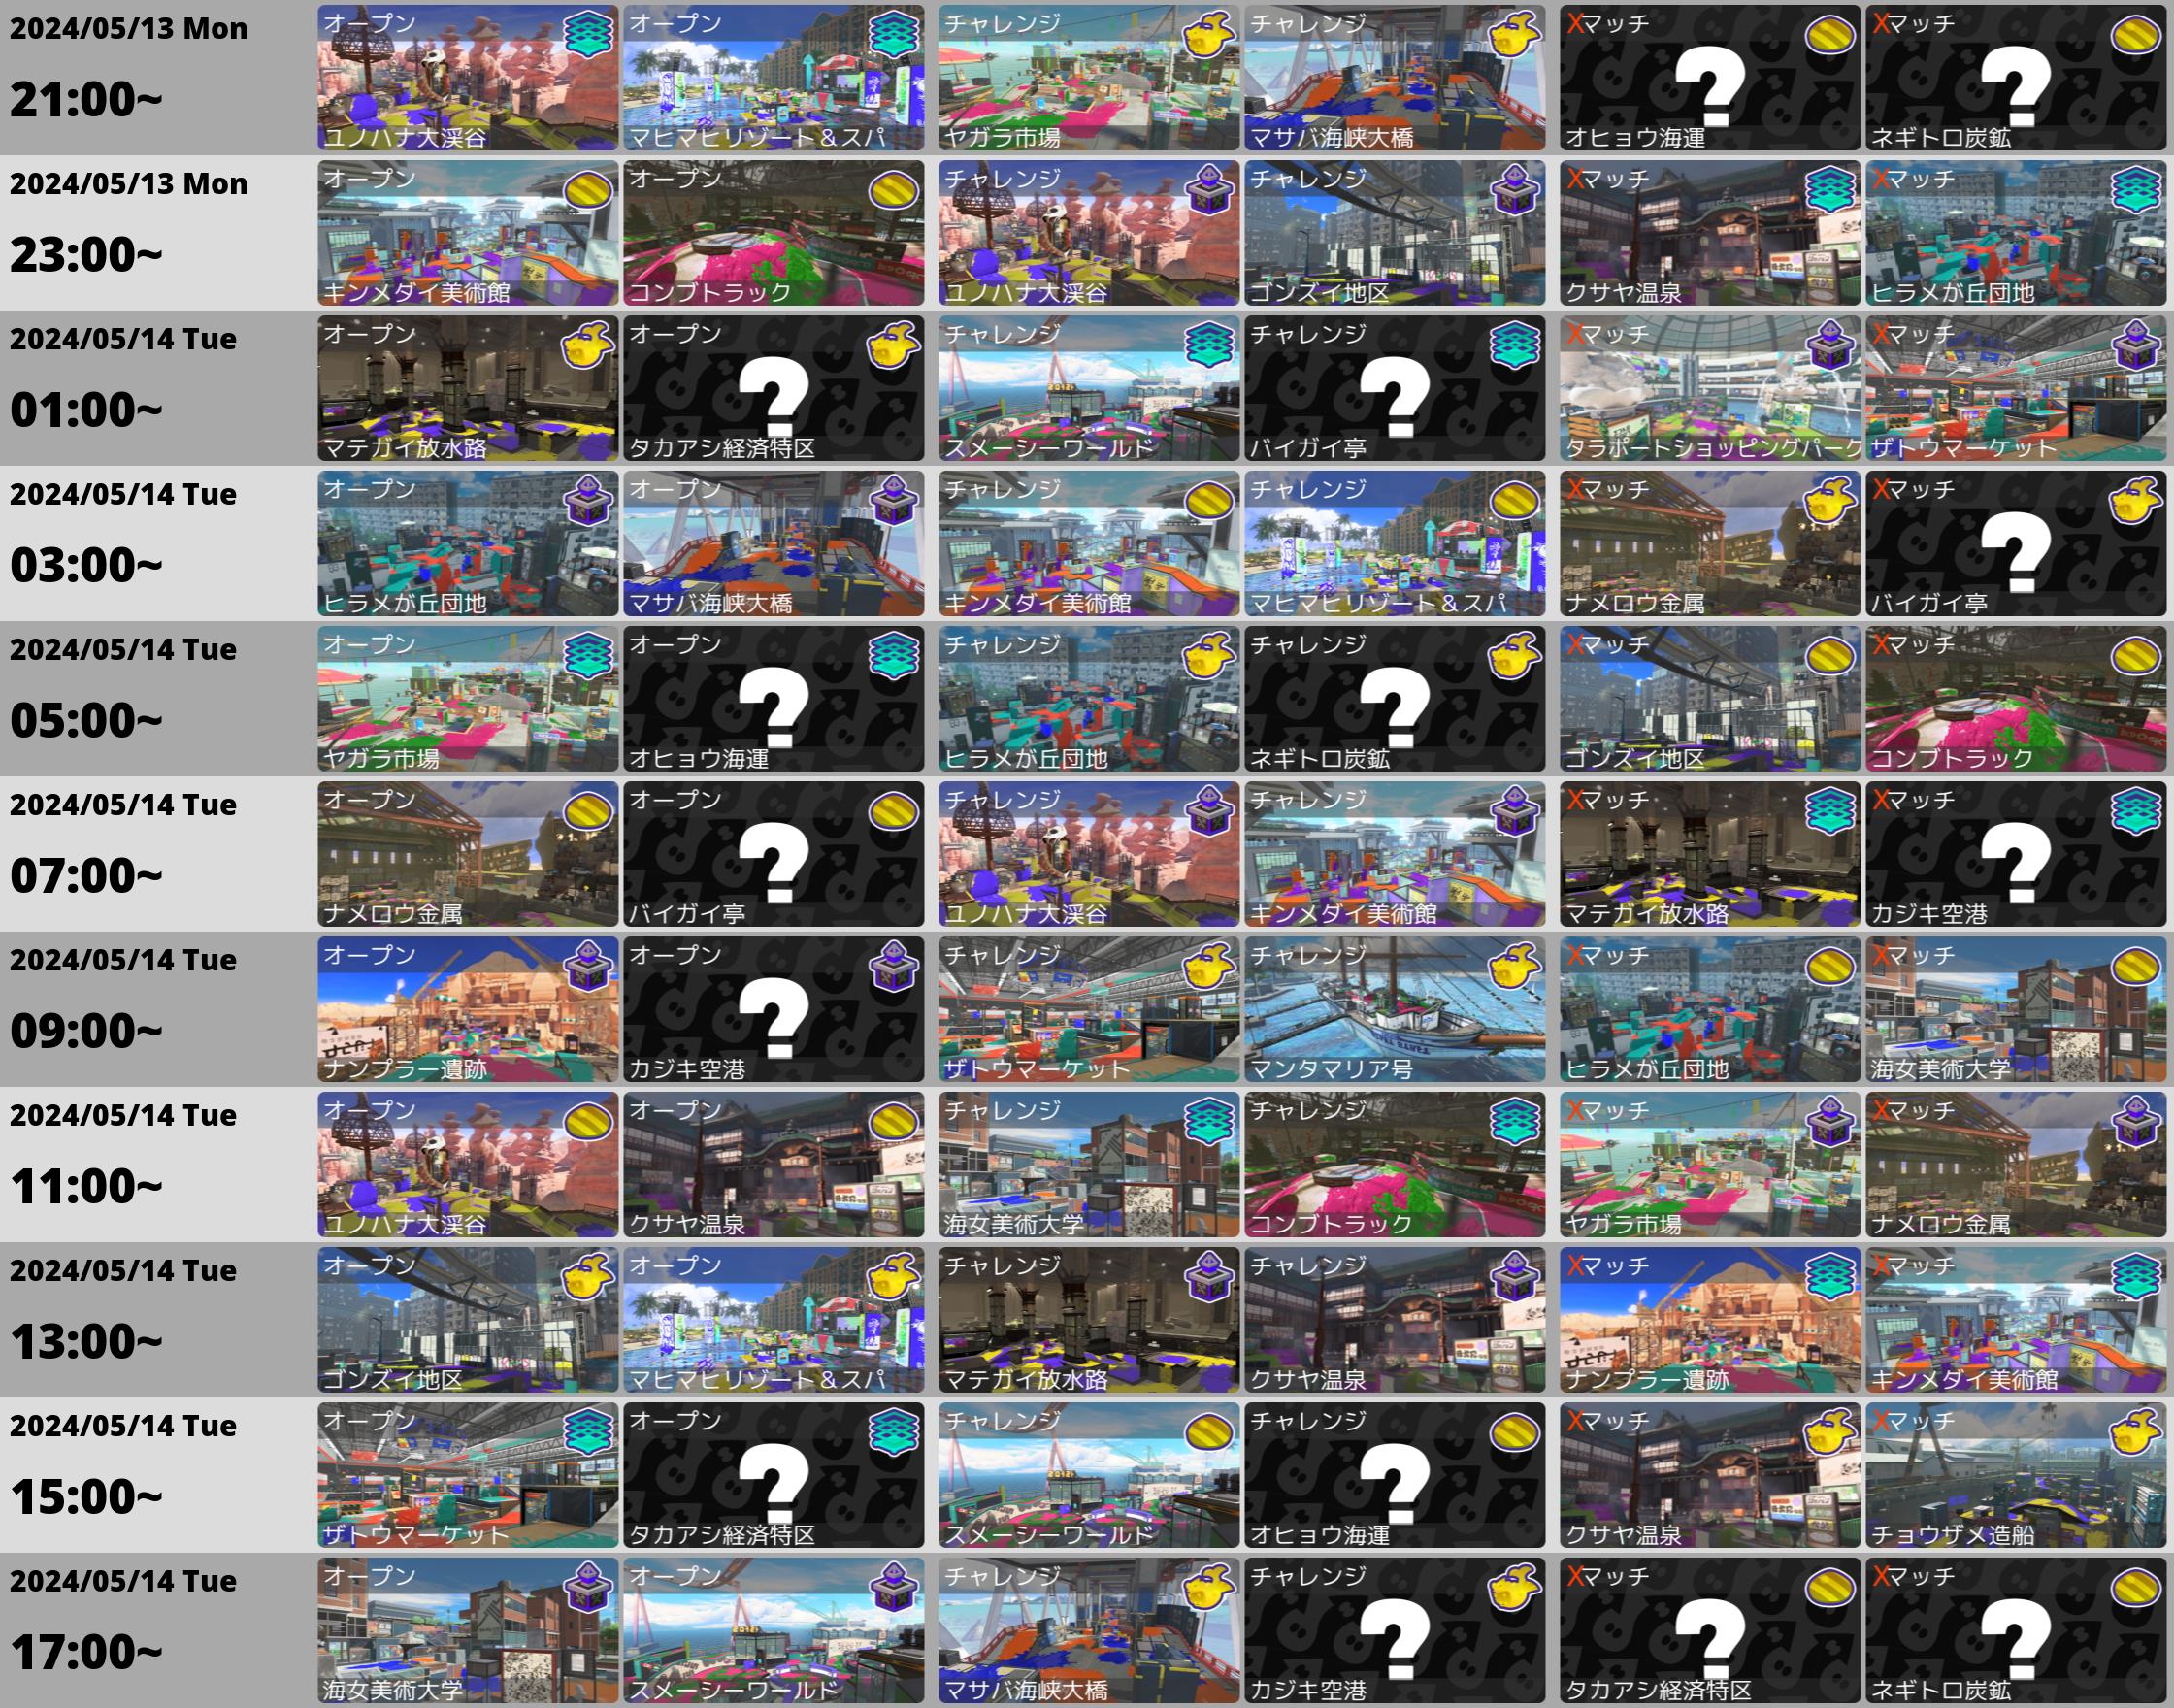 2024/05/13 Mon
21:00~
オープン オープン チャレンジ チャレンジ Xマッチ Xマッチ
ユノハナ大渓谷 マヒマヒリゾート＆スパ ヤガラ市場 マサバ海峡大橋 オヒョウ海運 ネギトロ炭鉱
2024/05/13 Mon
23:00~
オープン オープン チャレンジ チャレンジ Xマッチ Xマッチ
キンメダイ美術館 コンブトラック ユノハナ大渓谷 ゴンズイ地区 クサヤ温泉 ヒラメが丘団地
2024/05/14 Tue
01:00~
オープン オープン チャレンジ チャレンジ Xマッチ Xマッチ
マテガイ放水路 タカアシ経済特区 スメーシーワールド バイガイ亭 タラポートショッピングパーク ザトウマーケット
2024/05/14 Tue
03:00~
オープン オープン チャレンジ チャレンジ Xマッチ Xマッチ
ヒラメが丘団地 マサバ海峡大橋 キンメダイ美術館 マヒマヒリゾート＆スパ ナメロウ金属 バイガイ亭
2024/05/14 Tue
05:00~
オープン オープン チャレンジ チャレンジ Xマッチ Xマッチ
ヤガラ市場 オヒョウ海運 ヒラメが丘団地 ネギトロ炭鉱 ゴンズイ地区 コンブトラック
2024/05/14 Tue
07:00~
オープン オープン チャレンジ チャレンジ Xマッチ Xマッチ
ナメロウ金属 バイガイ亭 ユノハナ大渓谷 キンメダイ美術館 マテガイ放水路 カジキ空港
2024/05/14 Tue
09:00~
オープン オープン チャレンジ チャレンジ Xマッチ Xマッチ
ナンプラー遺跡 カジキ空港 ザトウマーケット マンタマリア号 ヒラメが丘団地 海女美術大学
2024/05/14 Tue
11:00~
オープン オープン チャレンジ チャレンジ Xマッチ Xマッチ
ユノハナ大渓谷 クサヤ温泉 海女美術大学 コンブトラック ヤガラ市場 ナメロウ金属
2024/05/14 Tue
13:00~
オープン オープン チャレンジ チャレンジ Xマッチ Xマッチ
ゴンズイ地区 マヒマヒリゾート＆スパ マテガイ放水路 クサヤ温泉 ナンプラー遺跡 キンメダイ美術館
2024/05/14 Tue
15:00~
オープン オープン チャレンジ チャレンジ Xマッチ Xマッチ
ザトウマーケット タカアシ経済特区 スメーシーワールド オヒョウ海運 クサヤ温泉 チョウザメ造船
2024/05/14 Tue
17:00~
オープン オープン チャレンジ チャレンジ Xマッチ Xマッチ
海女美術大学 スメーシーワールド マサバ海峡大橋 カジキ空港 タカアシ経済特区 ネギトロ炭鉱